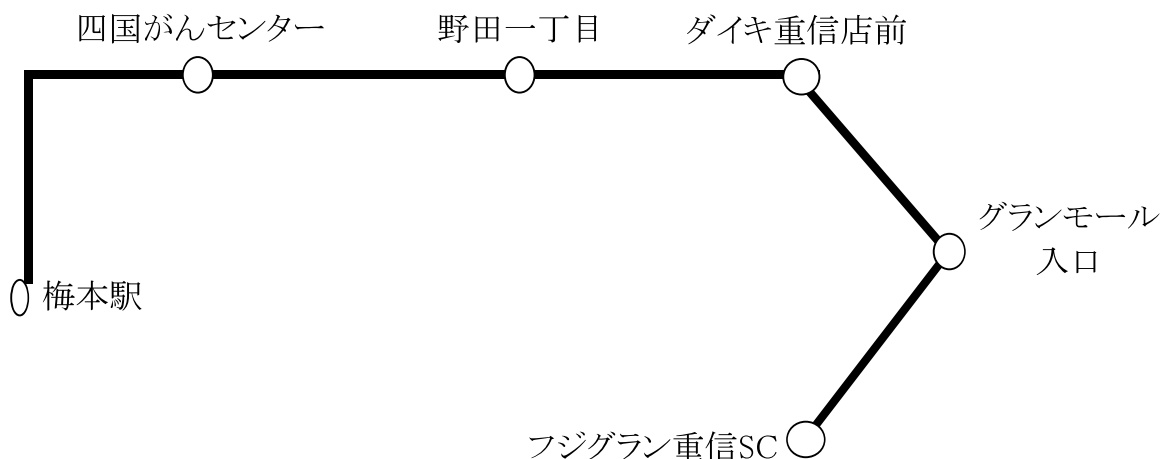 四国がんセンター
野田一丁目
ダイキ重信店前
グランモール
入口
梅本駅
フジグラン重信SC